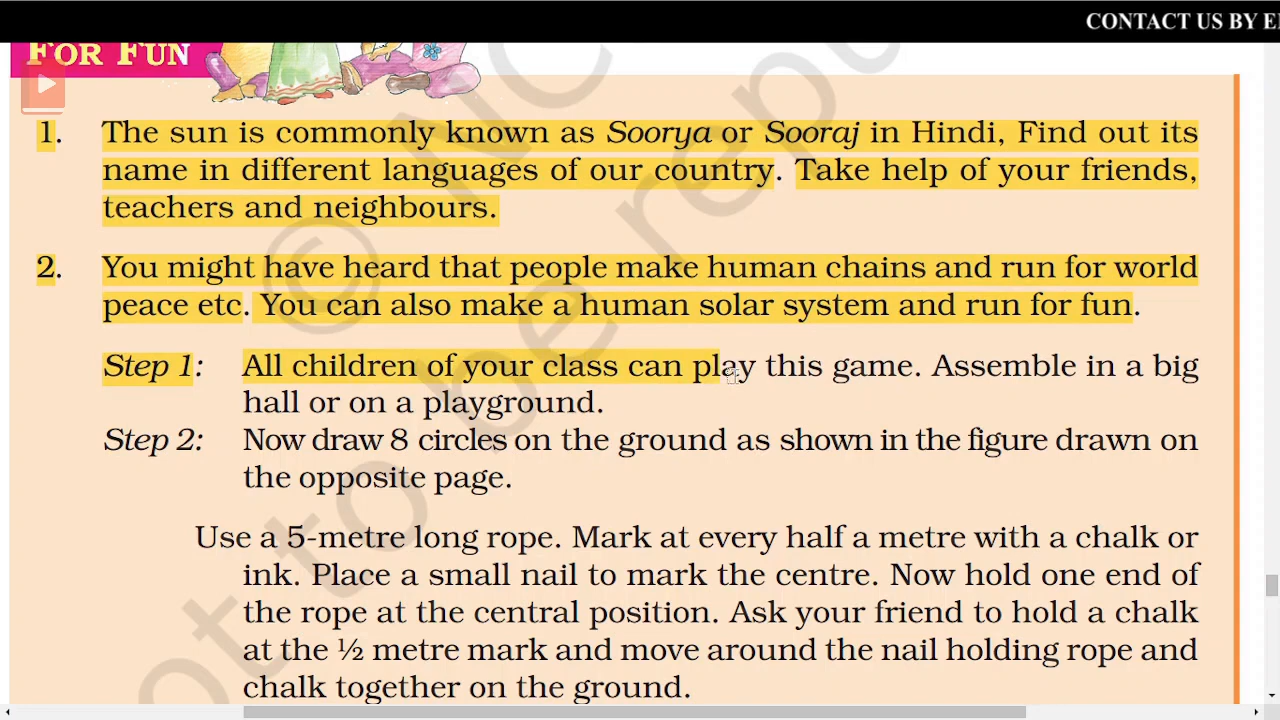 CONTACT US BY
FOR FUN
1. The sun is commonly known as Soorya or Sooraj in Hindi, Find out its
name in different languages of our country. Take help of your friends,
teachers and neighbours.
2. You might have heard that people make human chains and run for world
peace etc. You can also make a human solar system and run for fun.
Step 1: All children of your class can play this game. Assemble in a big
hall or on a playground.
Step 2: Now draw 8 circles on the ground as shown in the figure drawn on
the opposite page.
Use a 5-metre long rope. Mark at every half a metre with a chalk or
ink. Place a small nail to mark the centre. Now hold one end of
the rope at the central position. Ask your friend to hold a chalk
at the ½ metre mark and move around the nail holding rope and
chalk together on the ground.
© NC
not to be repu